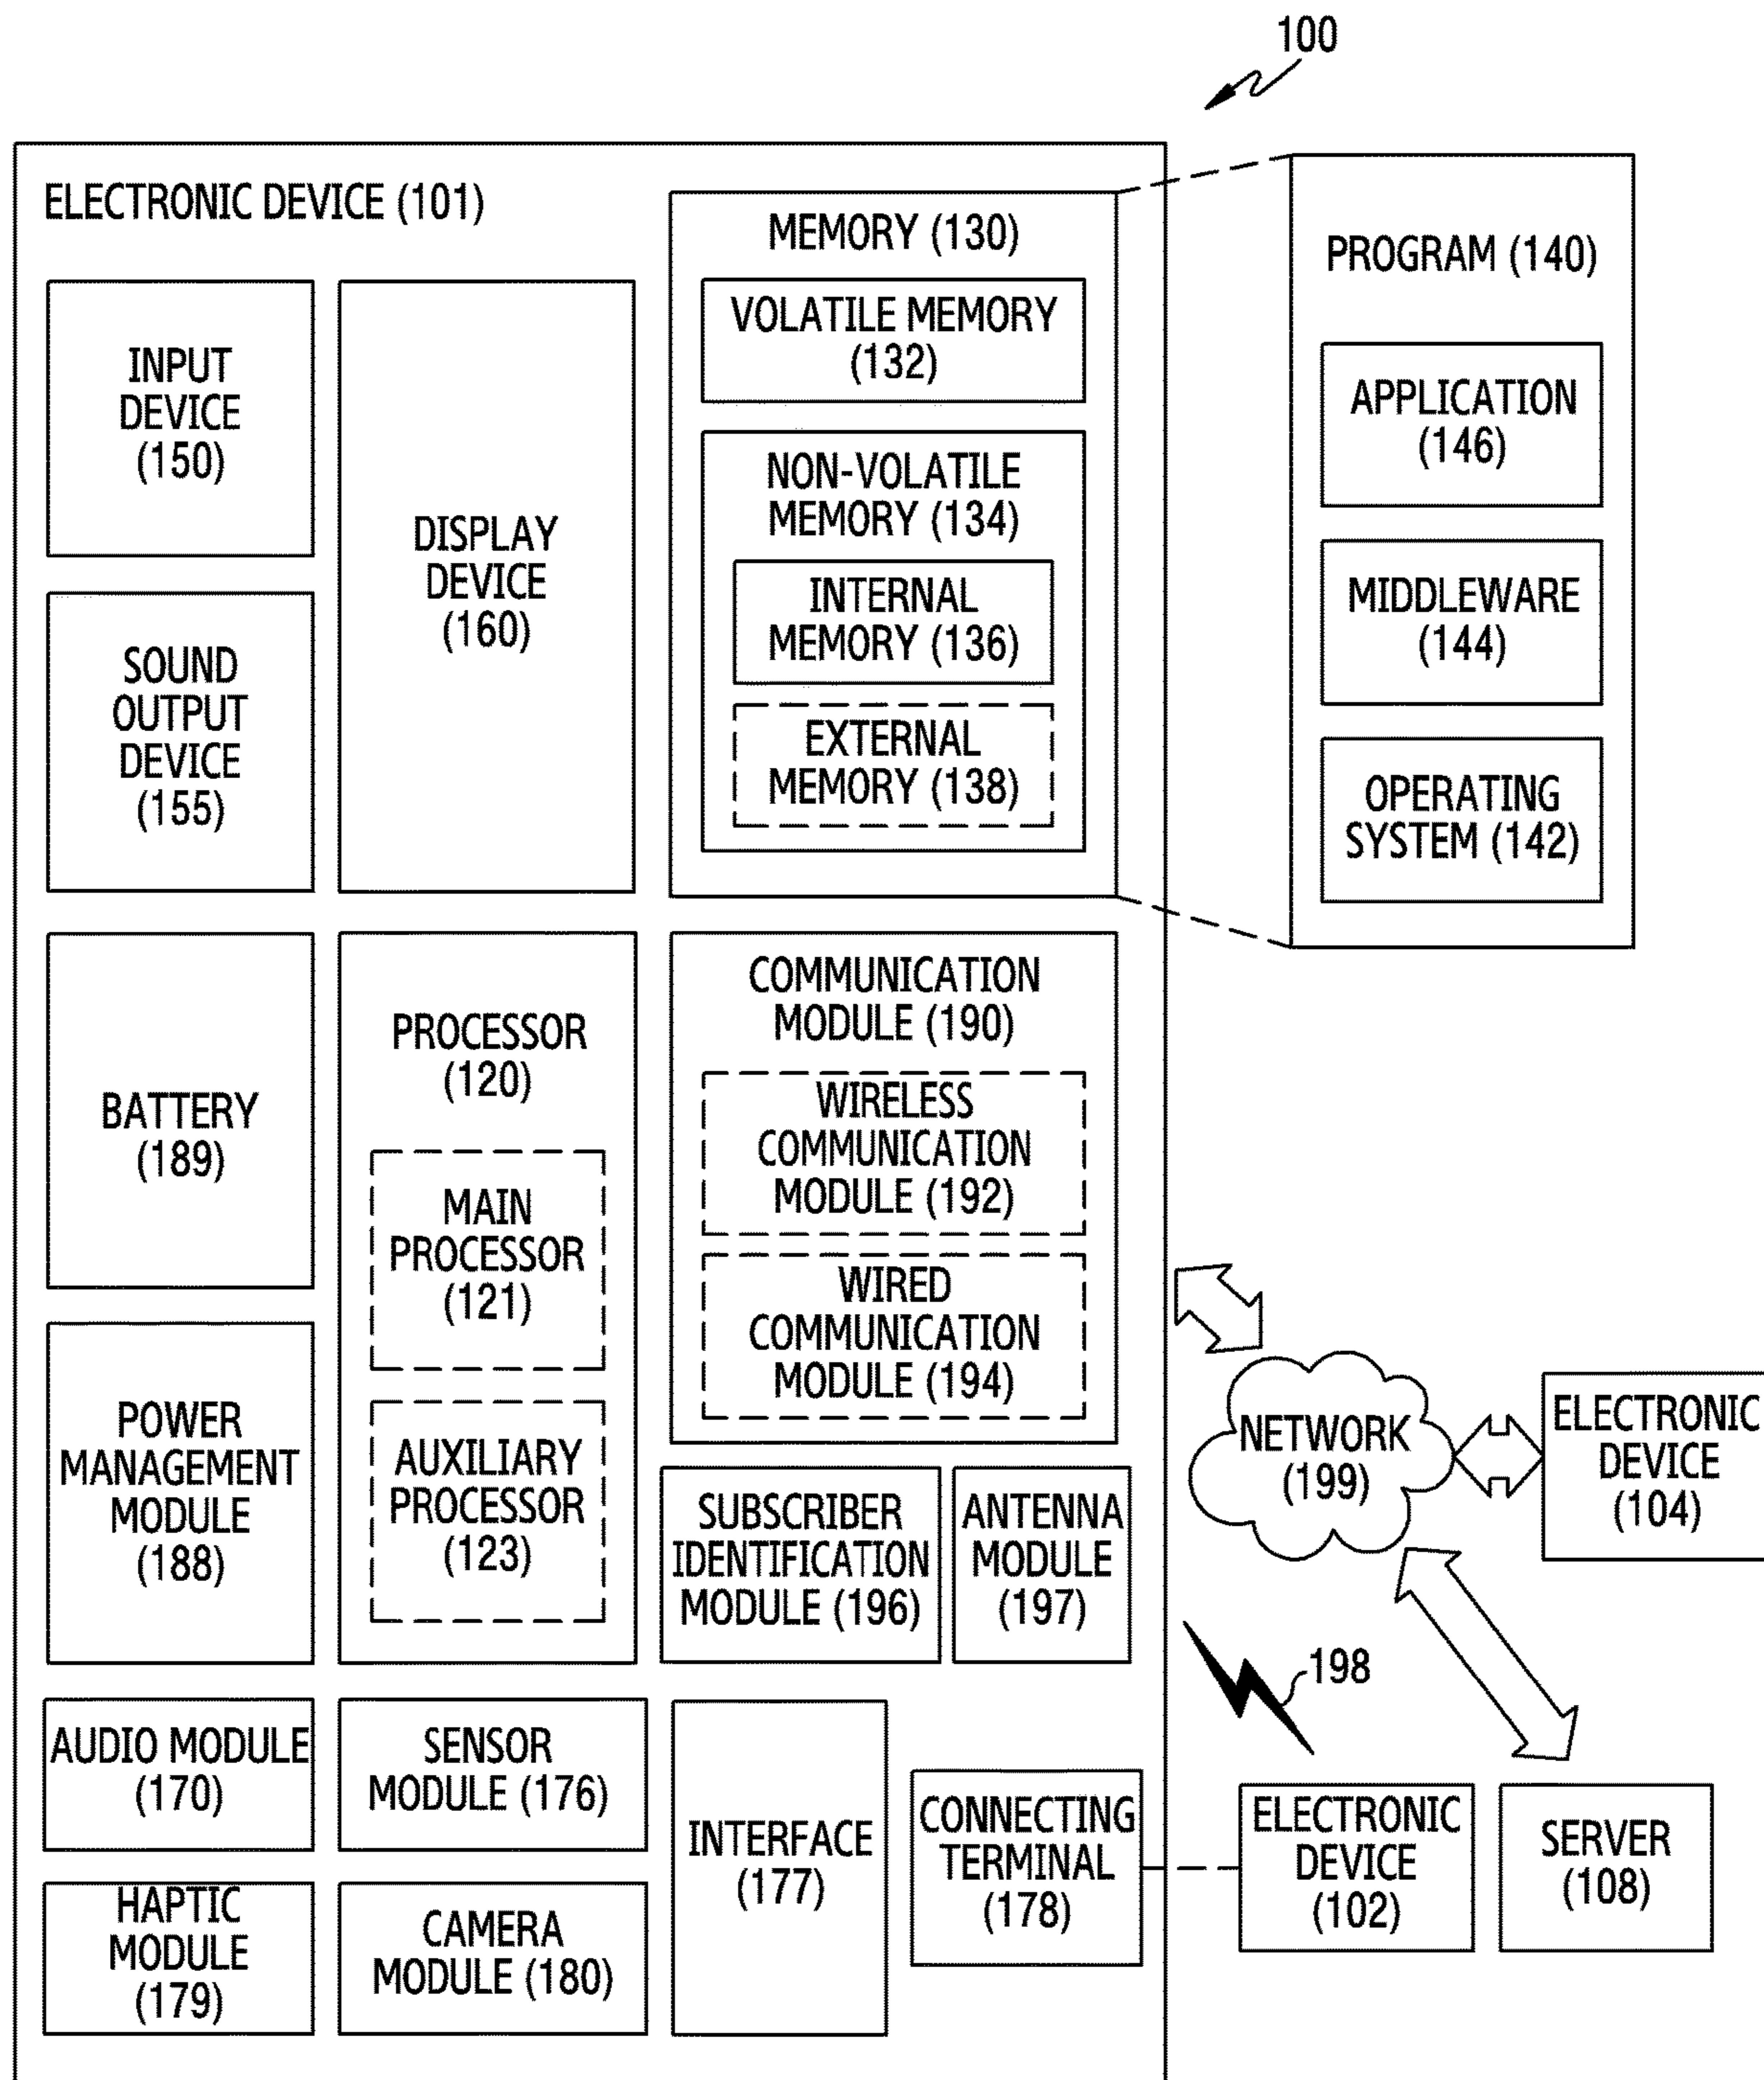 100
ELECTRONIC DEVICE (101)
INPUT
DEVICE
(150)
SOUND
OUTPUT
DEVICE
(155)
DISPLAY
DEVICE
(160)
MEMORY (130)
VOLATILE MEMORY
(132)
NON-VOLATILE
MEMORY (134)
INTERNAL
MEMORY (136)
EXTERNAL
MEMORY (138)
PROGRAM (140)
APPLICATION
(146)
MIDDLEWARE
(144)
OPERATING
SYSTEM (142)
BATTERY
(189)
POWER
MANAGEMENT
MODULE
(188)
PROCESSOR
(120)
MAIN
PROCESSOR
(121)
AUXILIARY
PROCESSOR
(123)
COMMUNICATION
MODULE (190)
WIRELESS
COMMUNICATION
MODULE (192)
WIRED
COMMUNICATION
MODULE (194)
SUBSCRIBER
IDENTIFICATION
MODULE (196)
ANTENNA
MODULE
(197)
NETWORK
(199)
ELECTRONIC
DEVICE
(104)
198
AUDIO MODULE
(170)
SENSOR
MODULE (176)
HAPTIC
MODULE
(179)
CAMERA
MODULE (180)
INTERFACE
(177)
CONNECTING
TERMINAL
(178)
ELECTRONIC
DEVICE
(102)
SERVER
(108)